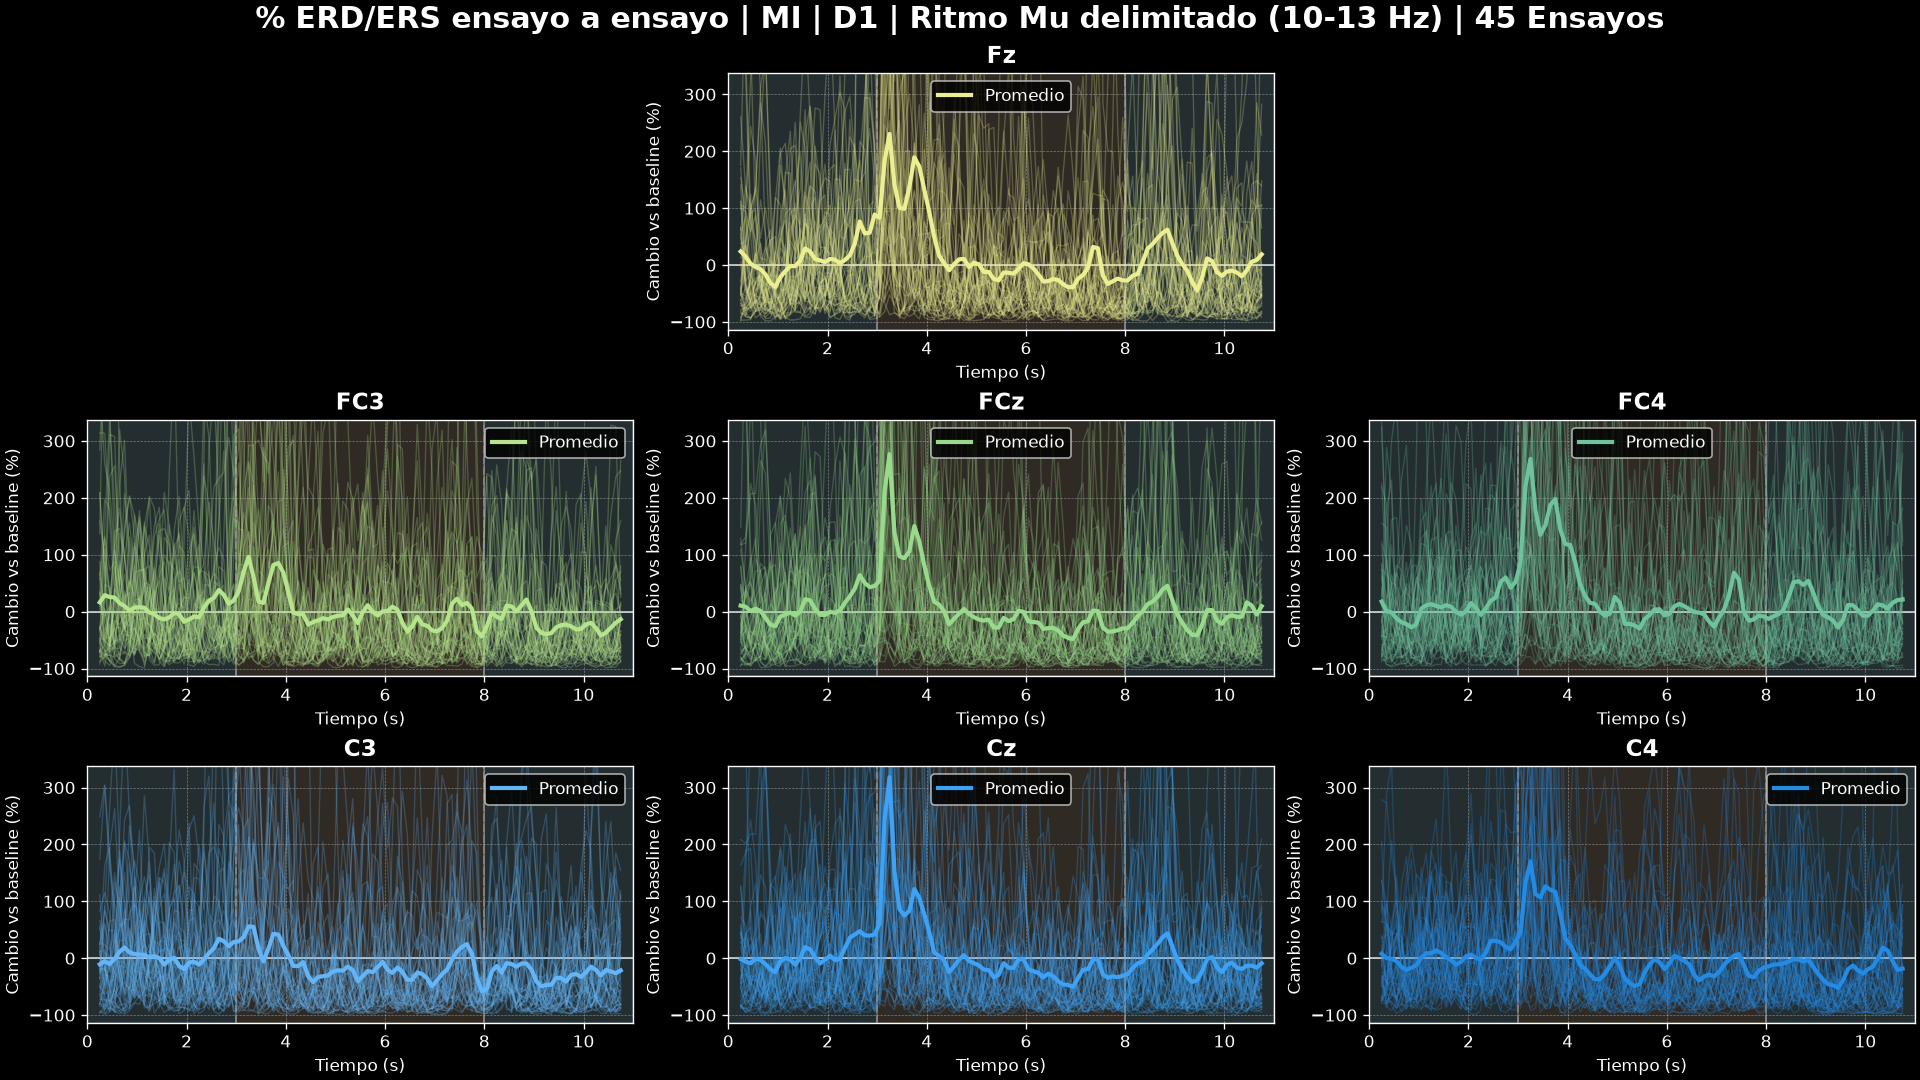 % ERD/ERS ensayo a ensayo | MI | D1 | Ritmo Mu delimitado (10-13 Hz) | 45 Ensayos
Fz
Cambio vs baseline (%)
300
200
100
0
−100
Promedio
0 2 4 6 8 10
Tiempo (s)
FC3
Cambio vs baseline (%)
300
200
100
0
−100
Promedio
0 2 4 6 8 10
Tiempo (s)
FCz
Cambio vs baseline (%)
300
200
100
0
−100
Promedio
0 2 4 6 8 10
Tiempo (s)
FC4
Cambio vs baseline (%)
300
200
100
0
−100
Promedio
0 2 4 6 8 10
Tiempo (s)
C3
Cambio vs baseline (%)
300
200
100
0
−100
Promedio
0 2 4 6 8 10
Tiempo (s)
Cz
Cambio vs baseline (%)
300
200
100
0
−100
Promedio
0 2 4 6 8 10
Tiempo (s)
C4
Cambio vs baseline (%)
300
200
100
0
−100
Promedio
0 2 4 6 8 10
Tiempo (s)